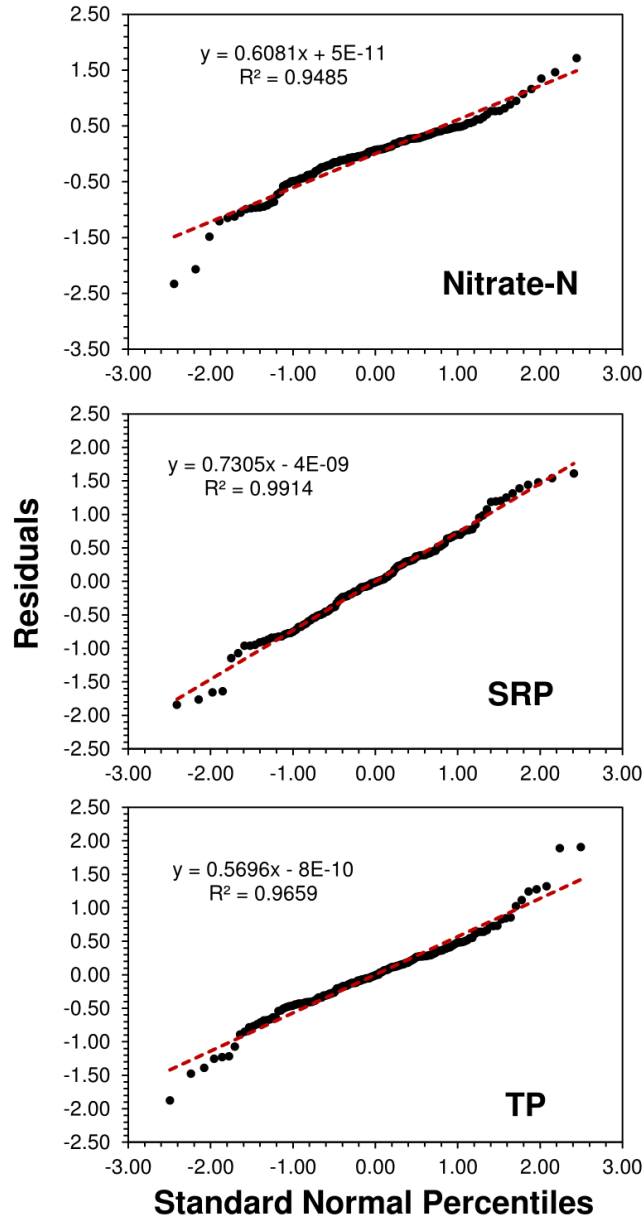 2.50
1.50
0.50
-0.50
-1.50
-2.50
-3.50
y = 0.6081x + 5E-11
R² = 0.9485
Nitrate-N
-3.00 -2.00 -1.00 0.00 1.00 2.00 3.00
2.50
2.00
1.50
1.00
0.50
0.00
-0.50
-1.00
-1.50
-2.00
-2.50
y = 0.7305x - 4E-09
R² = 0.9914
SRP
-3.00 -2.00 -1.00 0.00 1.00 2.00 3.00
Residuals
2.50
2.00
1.50
1.00
0.50
0.00
-0.50
-1.00
-1.50
-2.00
-2.50
y = 0.5696x - 8E-10
R² = 0.9659
TP
-3.00 -2.00 -1.00 0.00 1.00 2.00 3.00
Standard Normal Percentiles